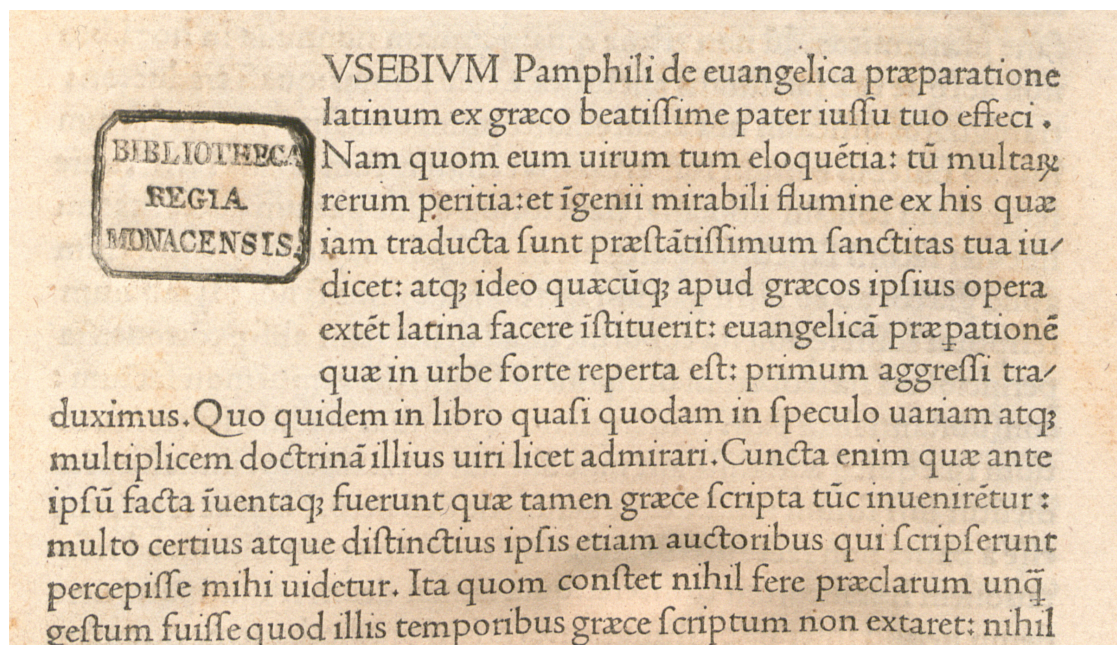 VSEBIVM Pamphili de euangelica præparatione
latinum ex græco beatiſſime pater iuſſu tuo effeci .
BIBLIOTHECA
REGIA
MONACENSIS.
Nam quom eum uirum tum eloquētia: tū multaꝝ
rerum peritia: et īgenii mirabili flumine ex his quæ
iam traducta ſunt præſtātiſſimum ſanctitas tua iu⸗
dicet: atqꝫ ideo quæcūqꝫ apud græcos ipſius opera
extēt latina facere īſtituerit: euangelicā præꝑationē
quæ in urbe forte reperta eſt: primum aggreſſi tra⸗
duximus. Quo quidem in libro quaſi quodam in ſpeculo uariam atqꝫ
multiplicem doctrinā illius uiri licet admirari. Cuncta enim quæ ante
ipſū facta īuentaqꝫ fuerunt quæ tamen græce ſcripta tūc inuenirētur :
multo certius atque diſtinctius ipſis etiam auctoribus qui ſcripſerunt
percepiſſe mihi uidetur. Ita quom conſtet nihil fere præclarum unq̄
geſtum fuiſſe quod illis temporibus græce ſcriptum non extaret: nihil